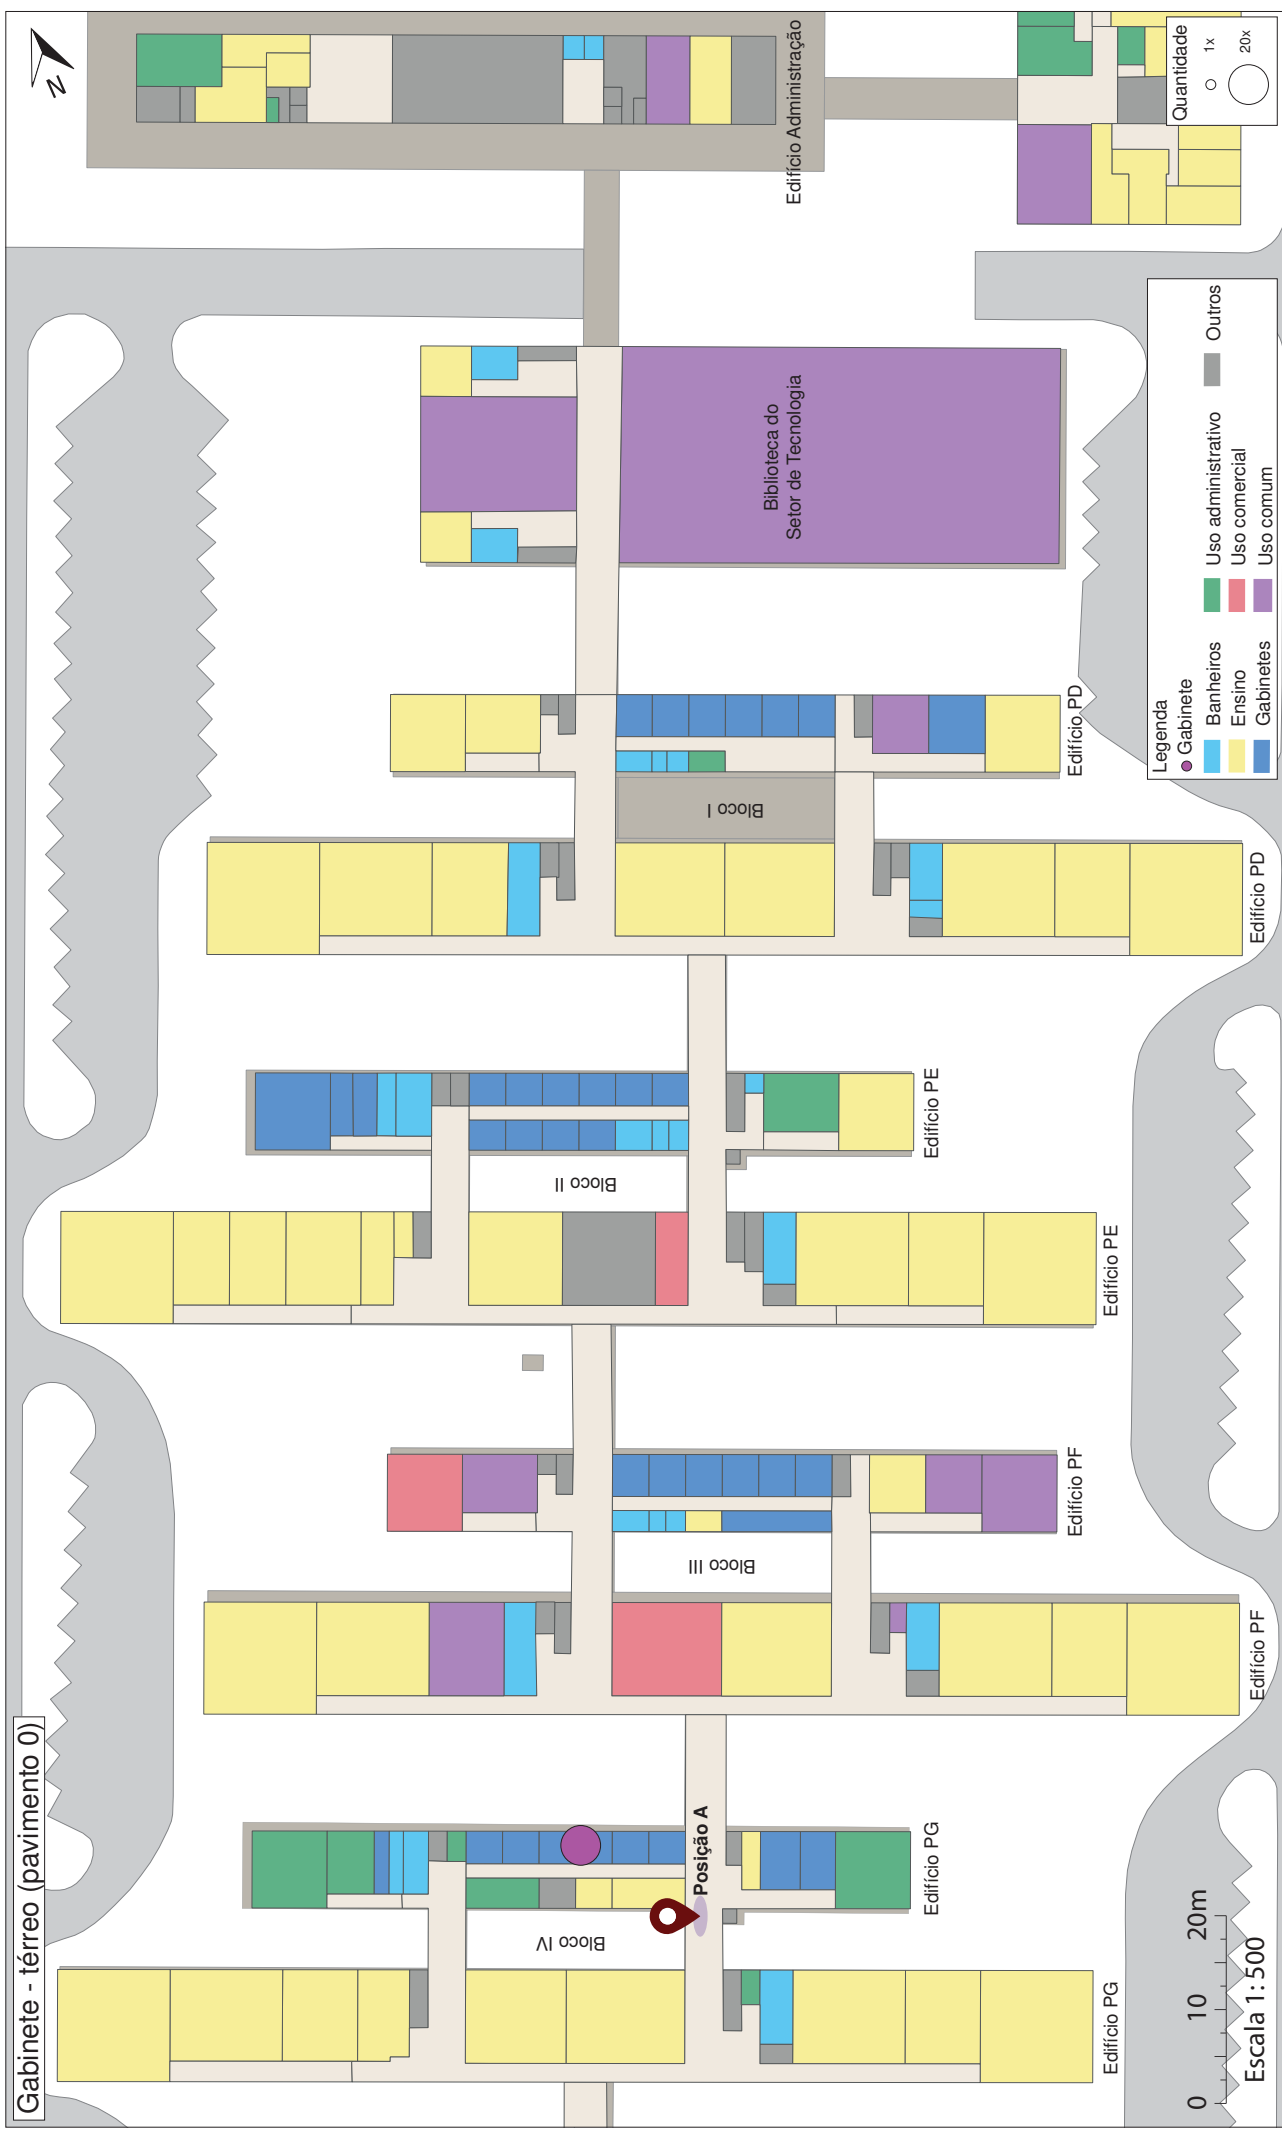 Gabinete - térreo (pavimento 0)
N
Edifício Administração
Quantidade
1x
20x
Biblioteca do
Setor de Tecnologia
Legenda
Gabinete
Banheiros
Ensino
Gabinetes
Uso administrativo
Uso comercial
Uso comum
Outros
Edifício PD
Bloco I
Edifício PD
Edifício PE
Bloco II
Edifício PE
Edifício PF
Bloco III
Edifício PF
Posição A
Edifício PG
Bloco IV
Edifício PG
0 10 20m
Escala 1: 500